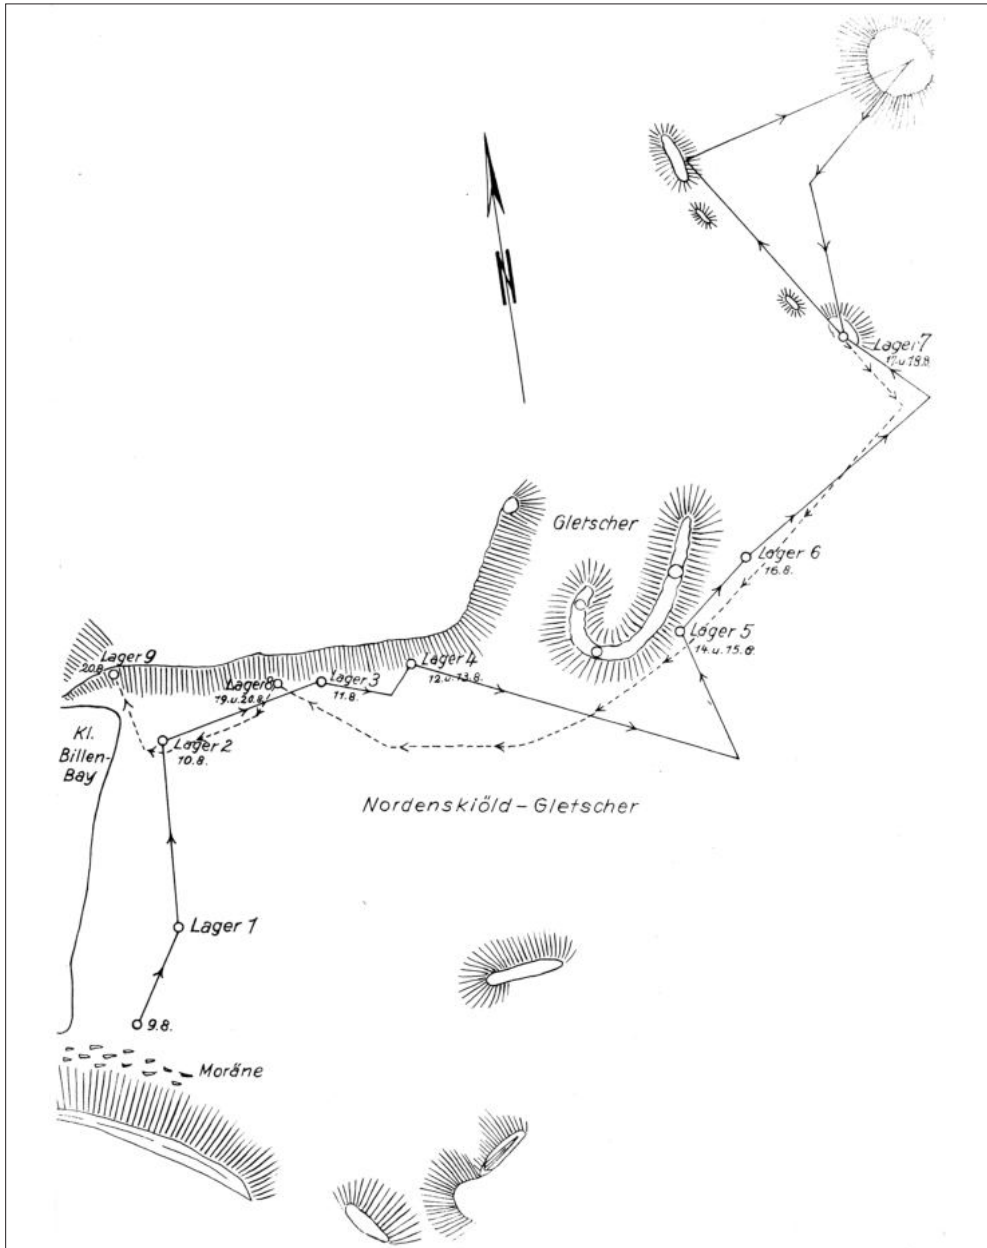 N
Lager 7
17. u. 18.8.
Gletscher
Lager 6
16.8.
Lager 5
14. u. 15.8.
Lager 9
20.8.
Lager 4
12. u. 13.8.
Lager 8
19. u. 20.8.
Lager 3
11.8.
Kl.
Billen-
Bay
Lager 2
10.8.
Nordenskiöld - Gletscher
Lager 1
9.8.
Moräne